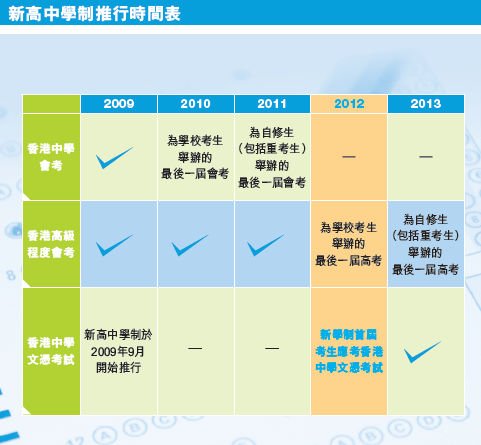 新高中學制推行時間表
2009 2010 2011 2012 2013
香港中學
會考
為學校考生
舉辦的
最後一屆會考
為自修生
（包括重考生）
舉辦的
最後一屆會考
—
—
香港高級
程度會考
為學校考生
舉辦的
最後一屆高考
為自修生
（包括重考生）
舉辦的
最後一屆高考
香港中學
文憑考試
新高中學制於
2009年9月
開始推行
—
—
新學制首屆
考生應考香港
中學文憑考試